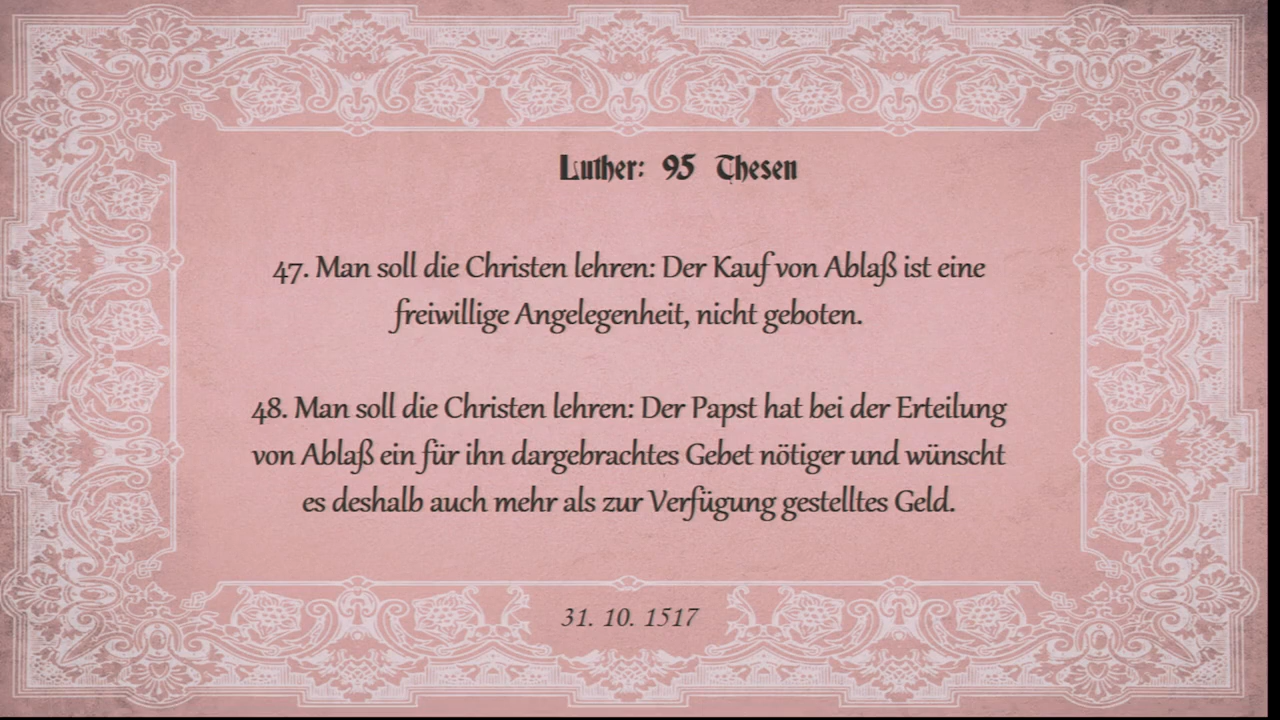 Luther: 95 Thesen
47. Man soll die Christen lehren: Der Kauf von Ablaß ist eine
freiwillige Angelegenheit, nicht geboten.
48. Man soll die Christen lehren: Der Papst hat bei der Erteilung
von Ablaß ein für ihn dargebrachtes Gebet nötiger und wünscht
es deshalb auch mehr als zur Verfügung gestelltes Geld.
31. 10. 1517